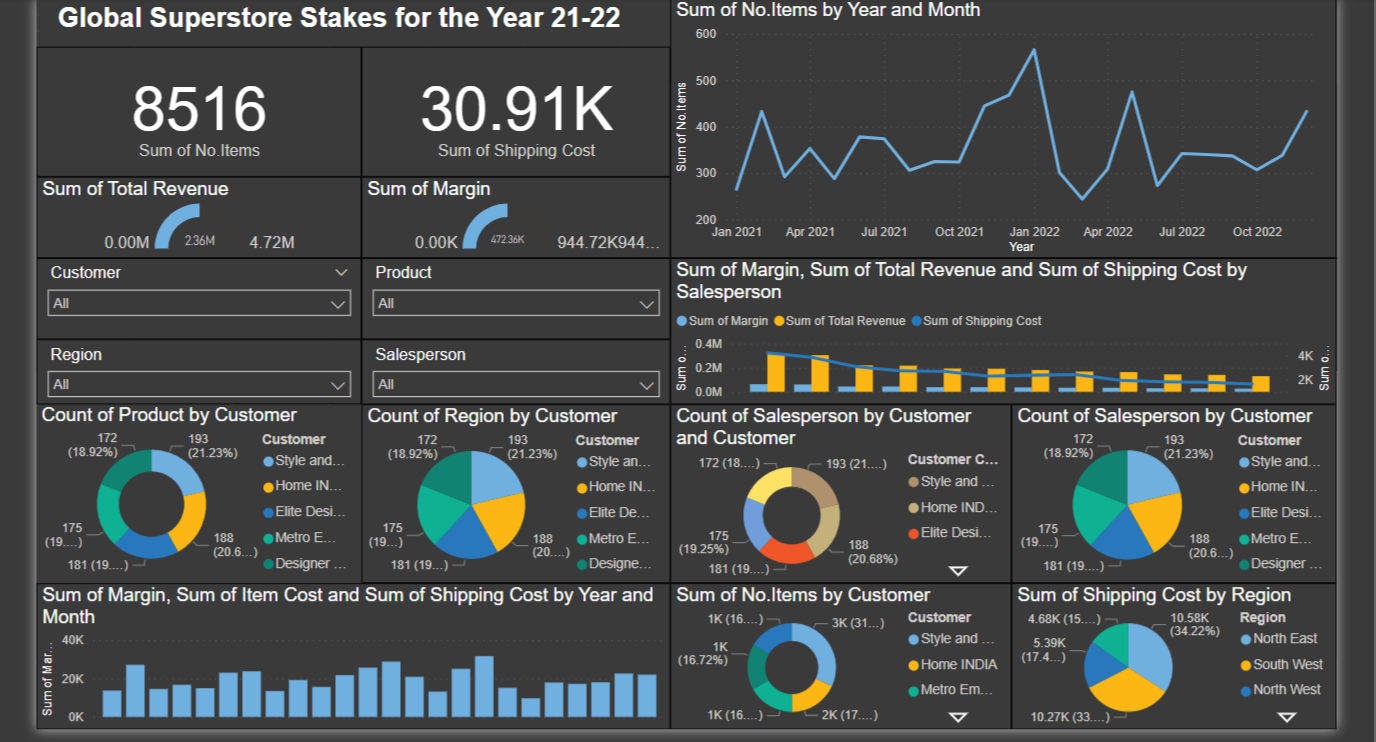 Global Superstore Stakes for the Year 21-22
8516
Sum of No.Items
30.91K
Sum of Shipping Cost
Sum of Total Revenue
0.00M
2.36M
4.72M
Sum of Margin
0.00K
472.36K
944.72K944...
Customer
All
Product
All
Region
All
Salesperson
All
Sum of No.Items by Year and Month
Sum of No.Items
600
500
400
300
200
Jan 2021 Apr 2021 Jul 2021 Oct 2021 Jan 2022 Apr 2022 Jul 2022 Oct 2022
Year
Sum of Margin, Sum of Total Revenue and Sum of Shipping Cost by
Salesperson
Sum of Margin Sum of Total Revenue Sum of Shipping Cost
Sum o...
0.4M
0.2M
0.0M
4K
2K
Sum o...
Count of Product by Customer
172
(18.92%)
193
(21.23%)
175
(19....)
188
(20.6...)
181 (19....)
Customer
Style and...
Home IN...
Elite Desi...
Metro E...
Designer ...
Count of Region by Customer
172
(18.92%)
193
(21.23%)
175
(19....)
188
(20....)
181 (19...)
Customer
Style an...
Home IN...
Elite De...
Metro E...
Designe...
Count of Salesperson by Customer
and Customer
172 (18....)
193 (21....)
175
(19.25%)
188
(20.68%)
181 (19....)
Customer C...
Style and ...
Home IND...
Elite Desi...
Count of Salesperson by Customer
172
(18.92%)
193
(21.23%)
175
(19....)
188
(20.6...)
181 (19....)
Customer
Style and...
Home IN...
Elite Desi...
Metro E...
Designer ...
Sum of Margin, Sum of Item Cost and Sum of Shipping Cost by Year and
Month
Sum of Mar...
40K
20K
0K
Sum of No.Items by Customer
1K (16....)
3K (31...)
1K
(16.72%)
1K (16....)
2K (17....)
Customer
Style and ...
Home INDIA
Metro Em...
Sum of Shipping Cost by Region
4.68K (15....)
10.58K
(34.22%)
5.39K
(17.4...)
10.27K (33....)
Region
North East
South West
North West